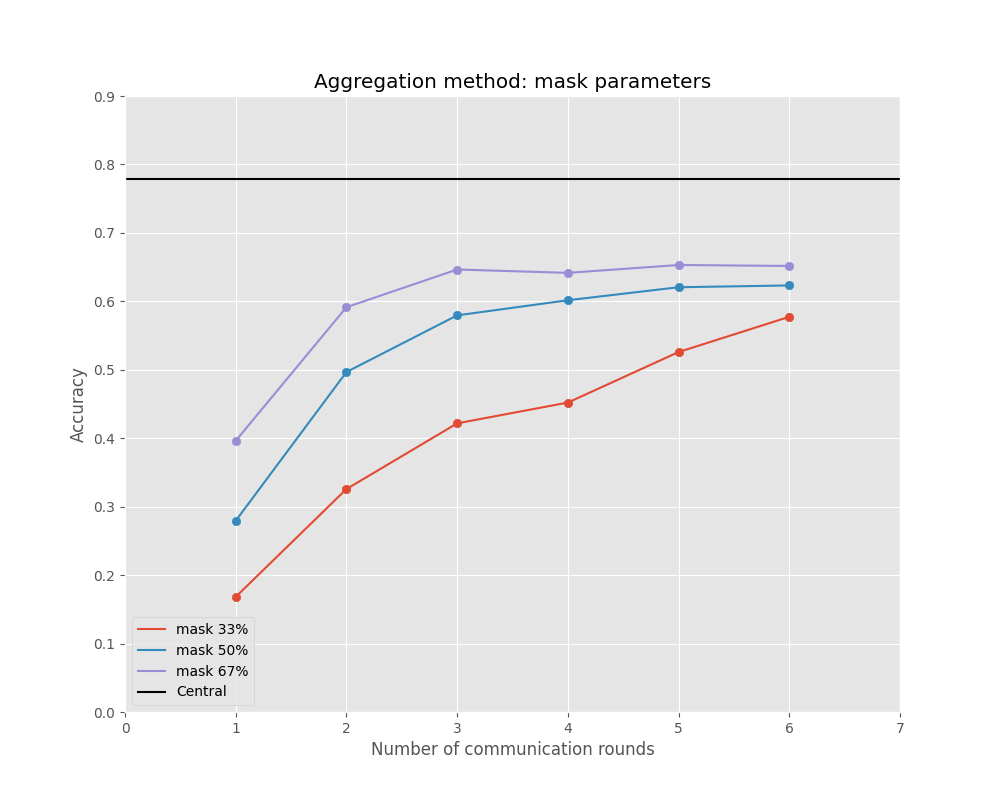 Aggregation method: mask parameters
0.9
0.8
0.7
0.6
0.5
0.4
0.3
0.2
0.1
0.0
Accuracy
mask 33%
mask 50%
mask 67%
Central
0 1 2 3 4 5 6 7
Number of communication rounds